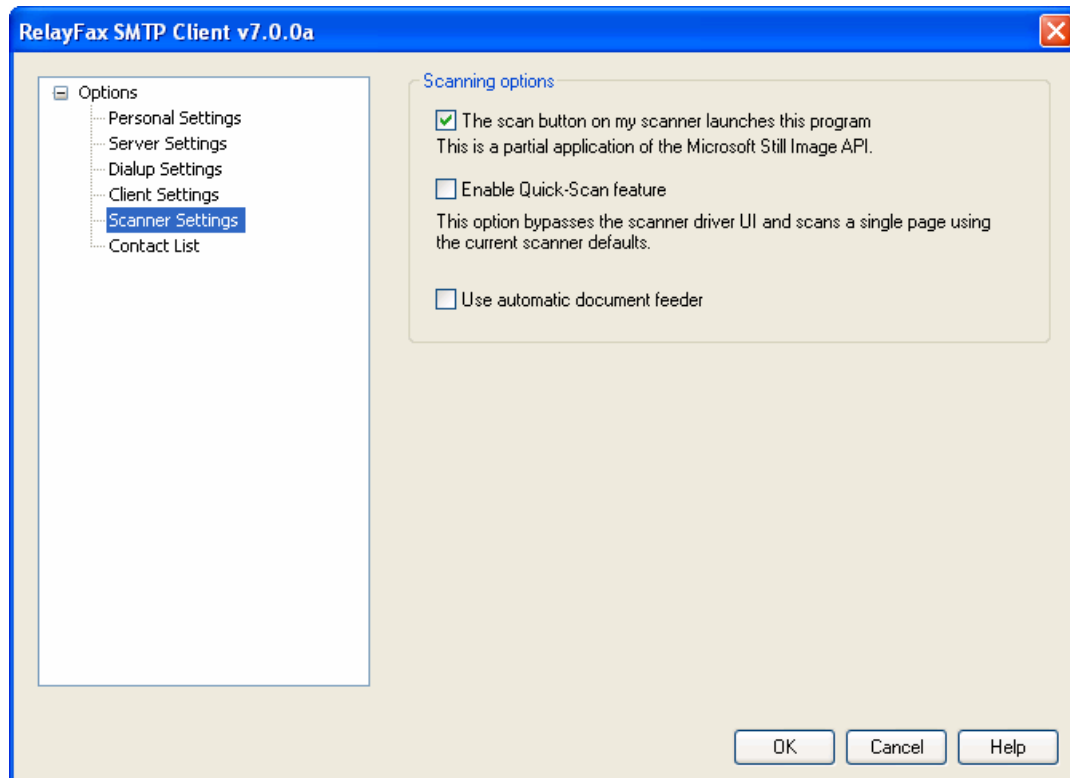 RelayFax SMTP Client v7.0.0a
Options
Personal Settings
Server Settings
Dialup Settings
Client Settings
Scanner Settings
Contact List
Scanning options
The scan button on my scanner launches this program
This is a partial application of the Microsoft Still Image API.
Enable Quick-Scan feature
This option bypasses the scanner driver UI and scans a single page using
the current scanner defaults.
Use automatic document feeder
OK
Cancel
Help